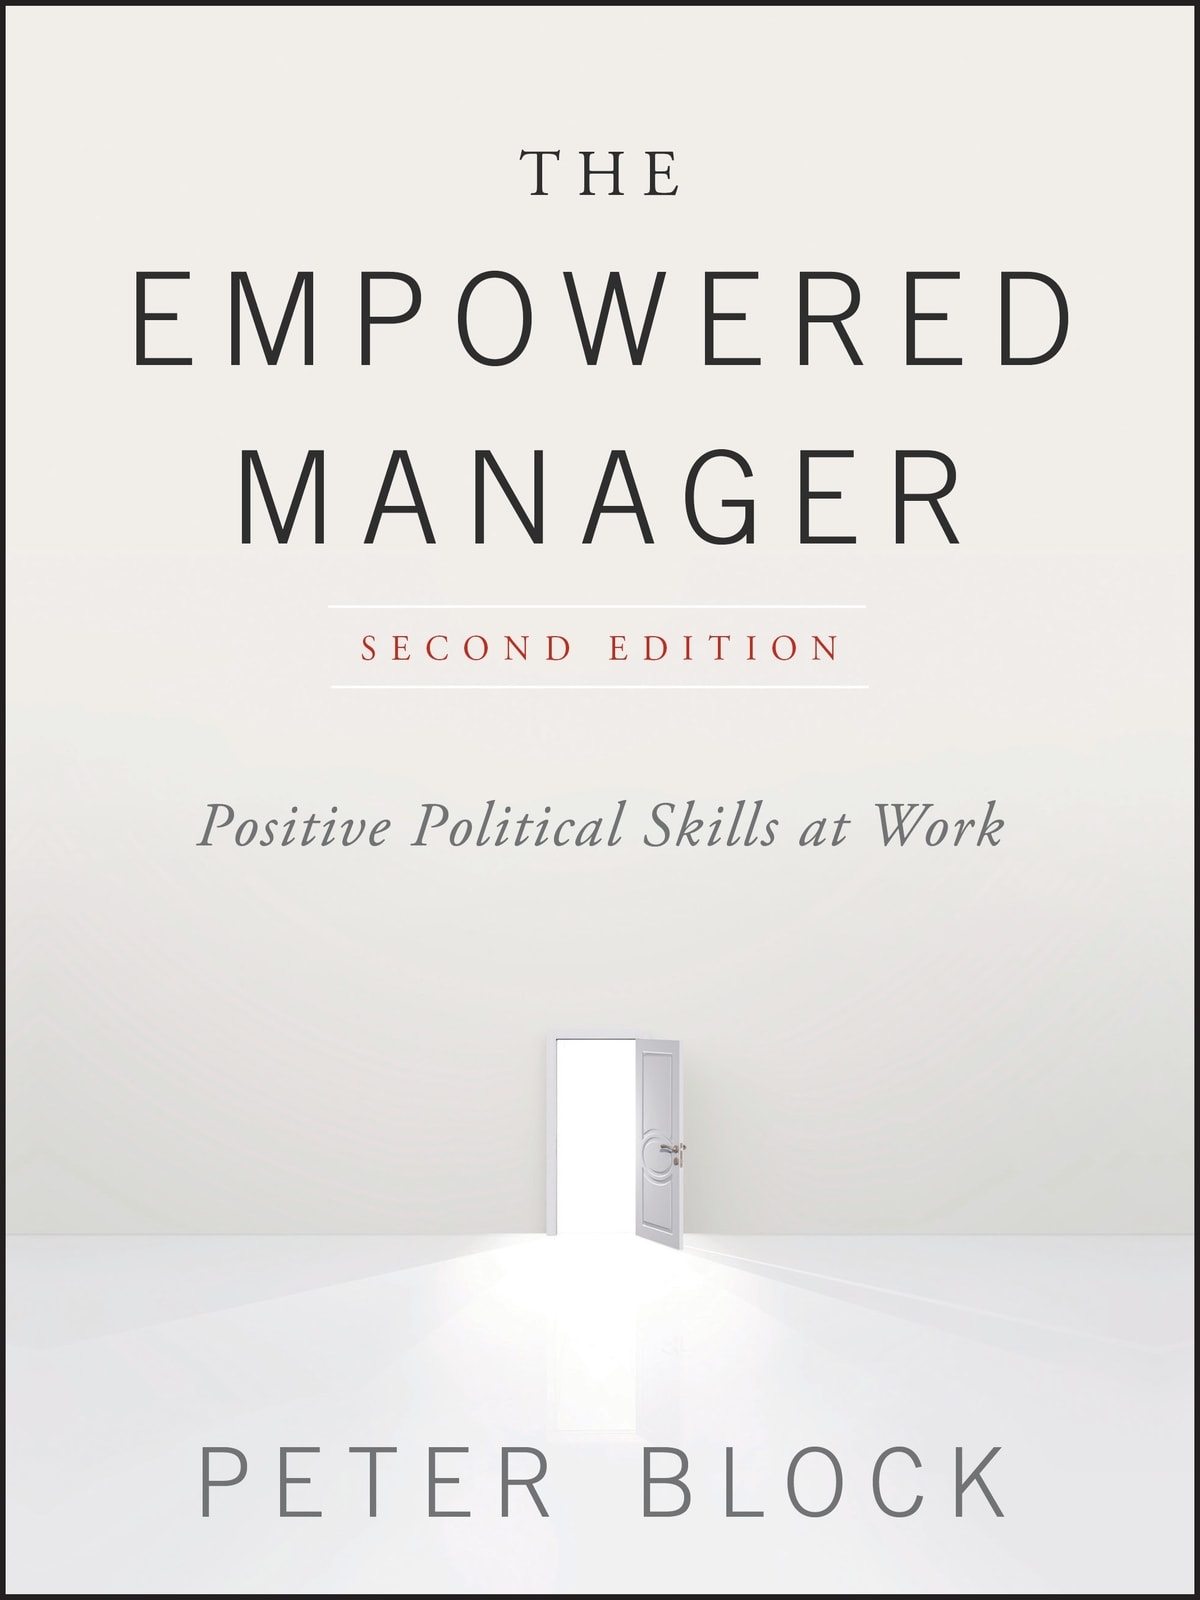 THE
EMPOWERED
MANAGER
SECOND EDITION
Positive Political Skills at Work
PETER BLOCK